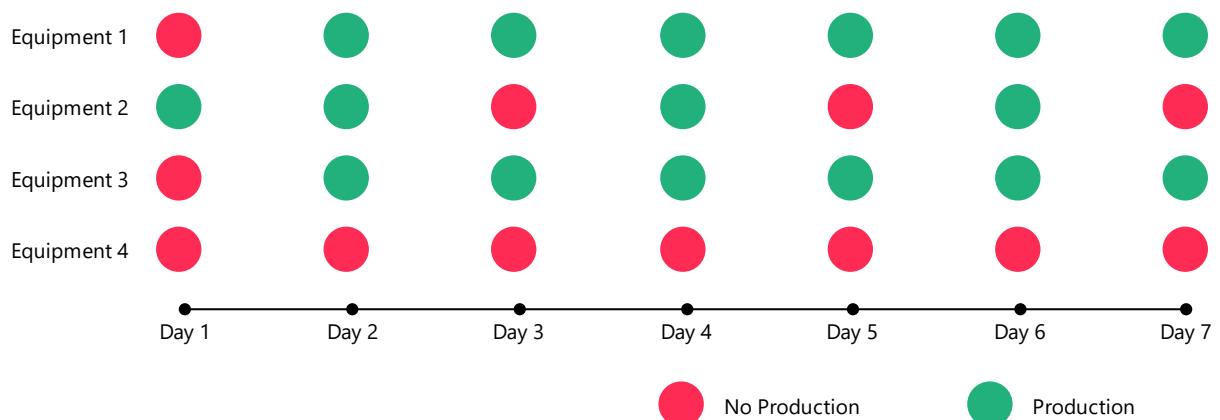 Equipment 1
Equipment 2
Equipment 3
Equipment 4
Day 1 Day 2 Day 3 Day 4 Day 5 Day 6 Day 7
No Production Production